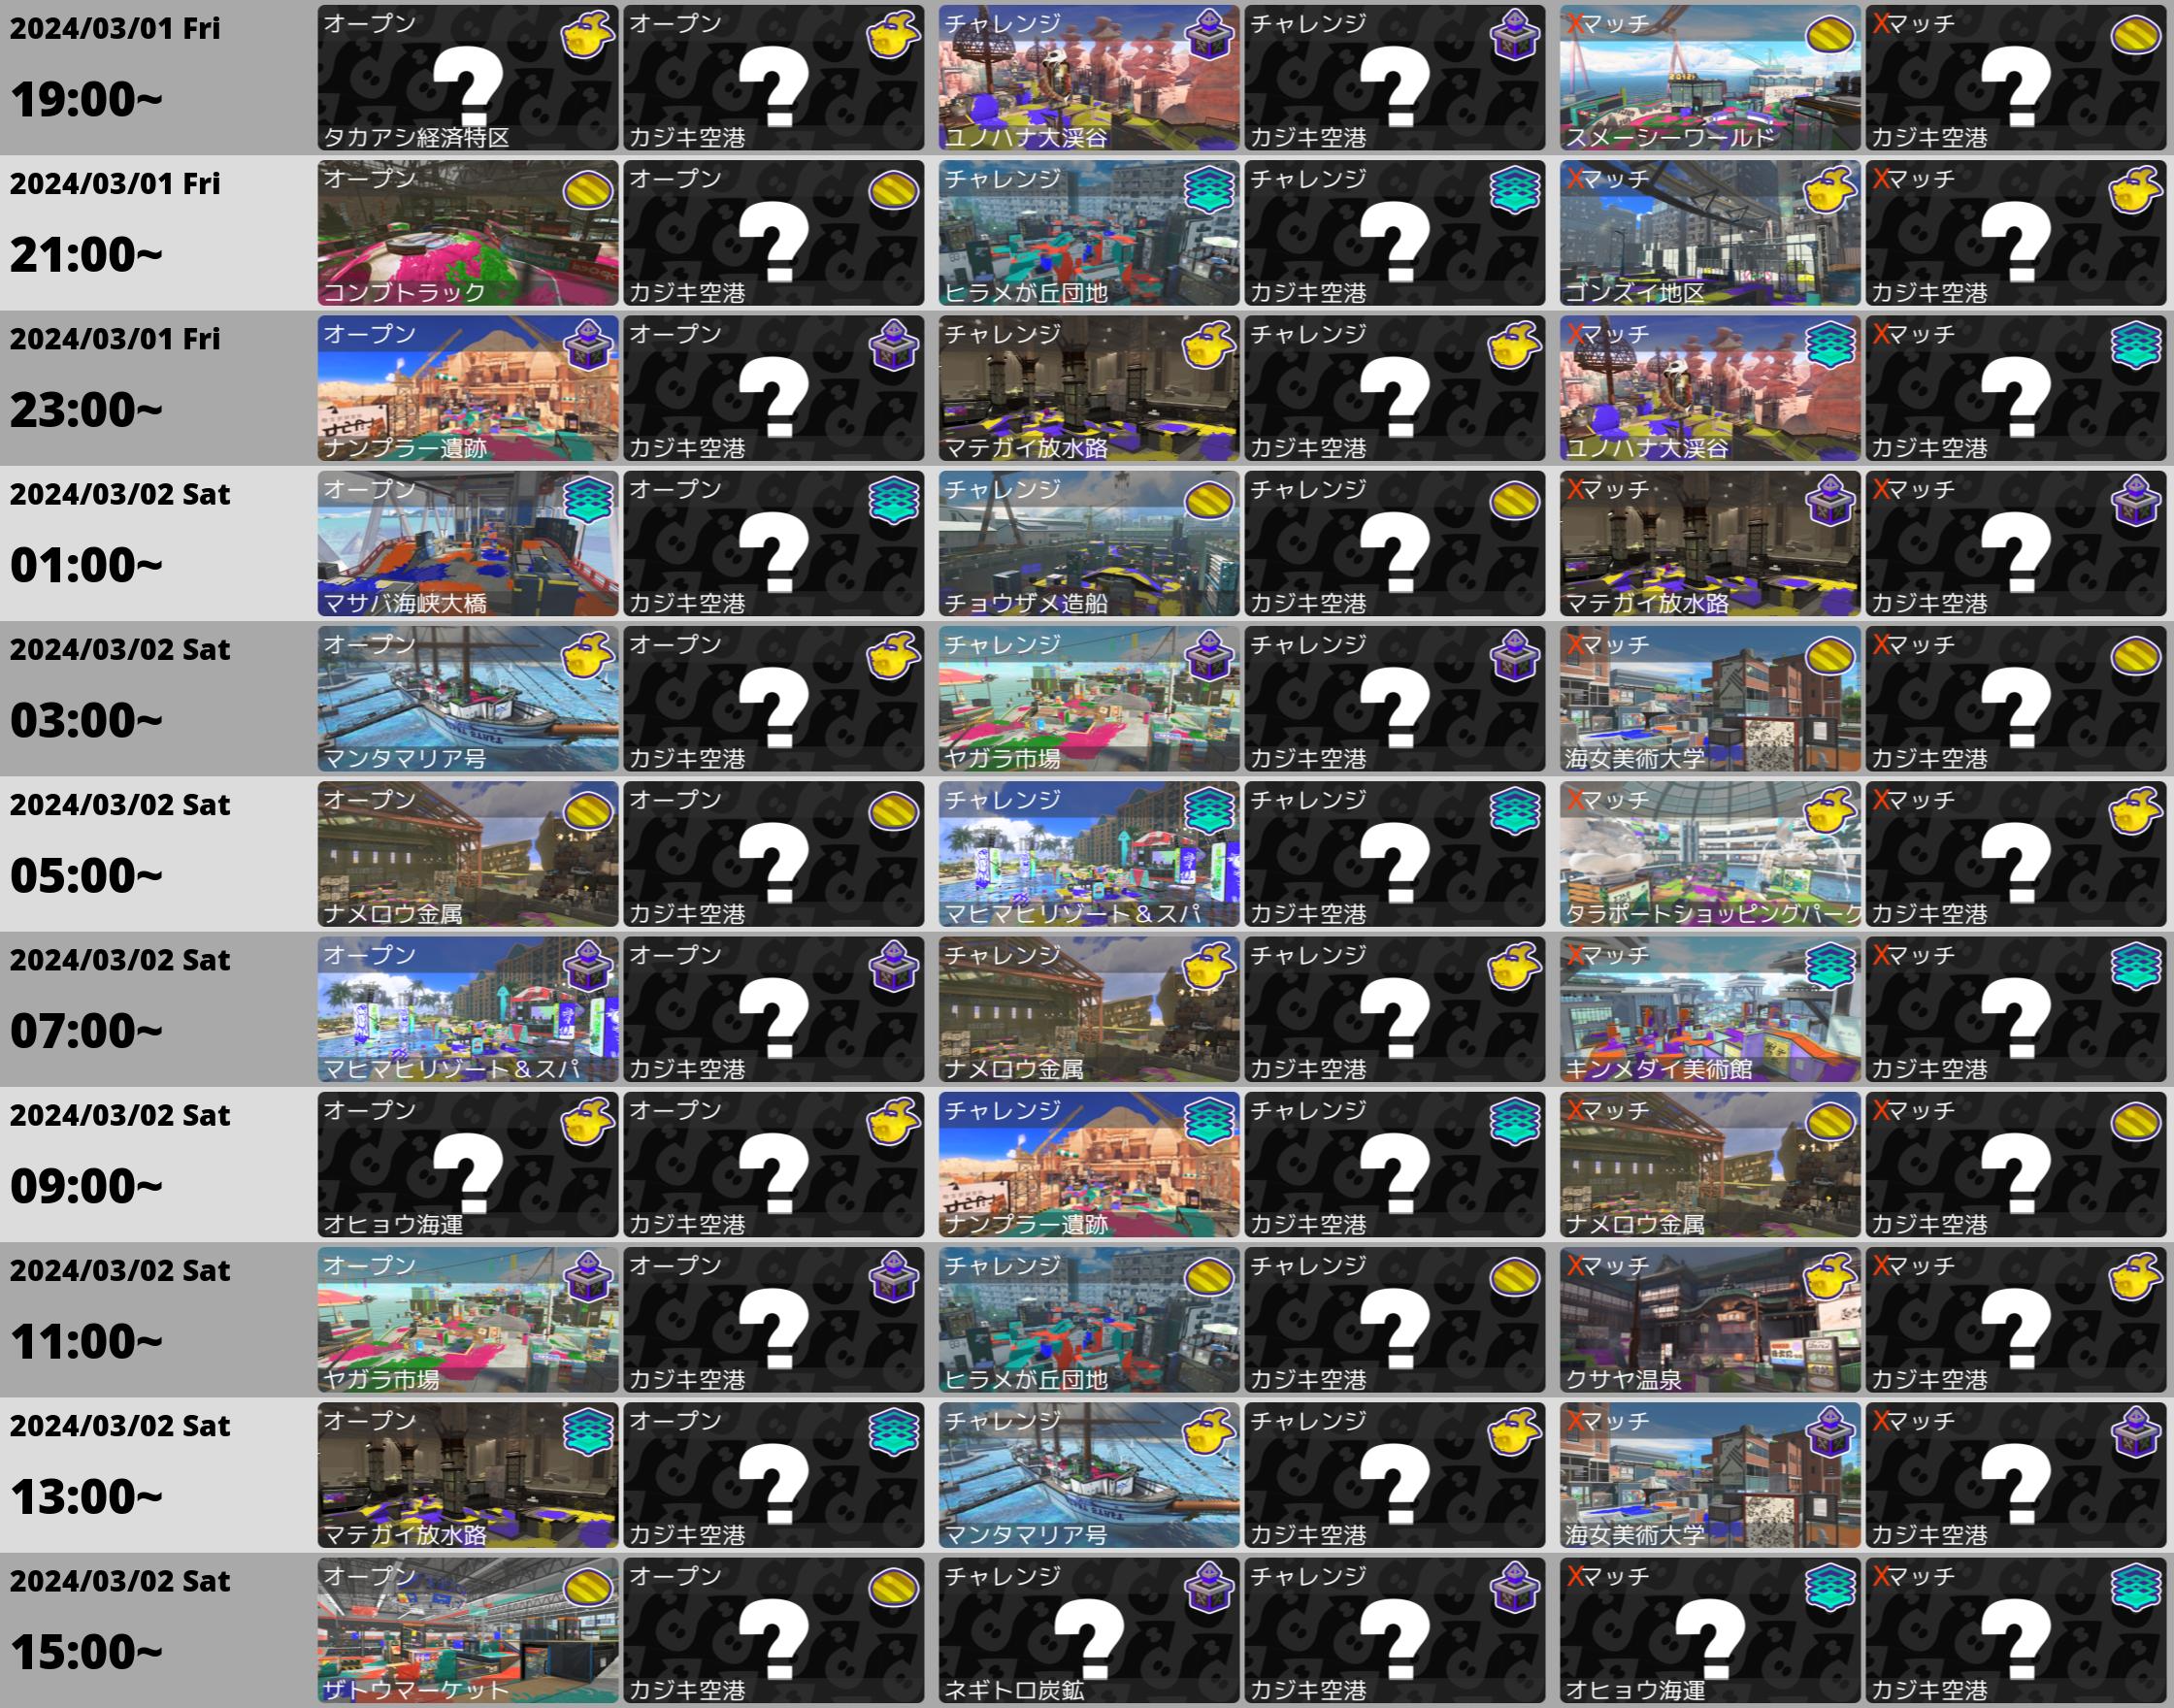 2024/03/01 Fri
19:00~
オープン
タカアシ経済特区
オープン
カジキ空港
チャレンジ
ユノハナ大渓谷
チャレンジ
カジキ空港
Xマッチ
スメーシーワールド
Xマッチ
カジキ空港
2024/03/01 Fri
21:00~
オープン
コンブトラック
オープン
カジキ空港
チャレンジ
ヒラメが丘団地
チャレンジ
カジキ空港
Xマッチ
ゴンズイ地区
Xマッチ
カジキ空港
2024/03/01 Fri
23:00~
オープン
ナンプラー遺跡
オープン
カジキ空港
チャレンジ
マテガイ放水路
チャレンジ
カジキ空港
Xマッチ
ユノハナ大渓谷
Xマッチ
カジキ空港
2024/03/02 Sat
01:00~
オープン
マサバ海峡大橋
オープン
カジキ空港
チャレンジ
チョウザメ造船
チャレンジ
カジキ空港
Xマッチ
マテガイ放水路
Xマッチ
カジキ空港
2024/03/02 Sat
03:00~
オープン
マンタマリア号
オープン
カジキ空港
チャレンジ
ヤガラ市場
チャレンジ
カジキ空港
Xマッチ
海女美術大学
Xマッチ
カジキ空港
2024/03/02 Sat
05:00~
オープン
ナメロウ金属
オープン
カジキ空港
チャレンジ
マヒマヒリゾート&スパ
チャレンジ
カジキ空港
Xマッチ
タラポートショッピングパーク
Xマッチ
カジキ空港
2024/03/02 Sat
07:00~
オープン
マヒマヒリゾート&スパ
オープン
カジキ空港
チャレンジ
ナメロウ金属
チャレンジ
カジキ空港
Xマッチ
キンメダイ美術館
Xマッチ
カジキ空港
2024/03/02 Sat
09:00~
オープン
オヒョウ海運
オープン
カジキ空港
チャレンジ
ナンプラー遺跡
チャレンジ
カジキ空港
Xマッチ
ナメロウ金属
Xマッチ
カジキ空港
2024/03/02 Sat
11:00~
オープン
ヤガラ市場
オープン
カジキ空港
チャレンジ
ヒラメが丘団地
チャレンジ
カジキ空港
Xマッチ
クサヤ温泉
Xマッチ
カジキ空港
2024/03/02 Sat
13:00~
オープン
マテガイ放水路
オープン
カジキ空港
チャレンジ
マンタマリア号
チャレンジ
カジキ空港
Xマッチ
海女美術大学
Xマッチ
カジキ空港
2024/03/02 Sat
15:00~
オープン
ザトウマーケット
オープン
カジキ空港
チャレンジ
ネギトロ炭鉱
チャレンジ
カジキ空港
Xマッチ
オヒョウ海運
Xマッチ
カジキ空港